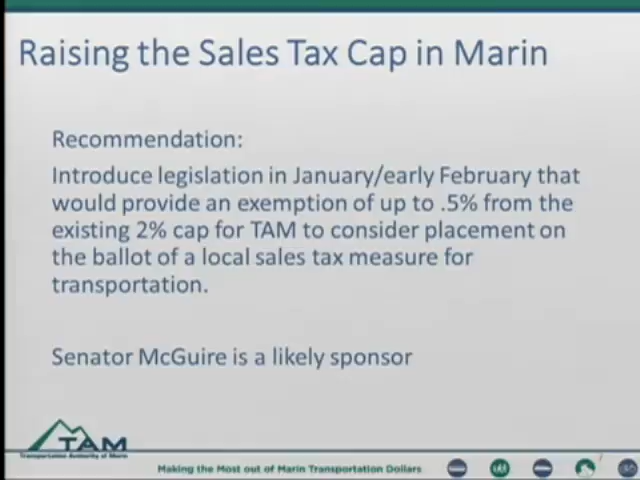 Raising the Sales Tax Cap in Marin
Recommendation:
Introduce legislation in January/early February that
would provide an exemption of up to .5% from the
existing 2% cap for TAM to consider placement on
the ballot of a local sales tax measure for
transportation.
Senator McGuire is a likely sponsor
TAM
Transportation Authority of Marin
Making the Most out of Marin Transportation Dollars